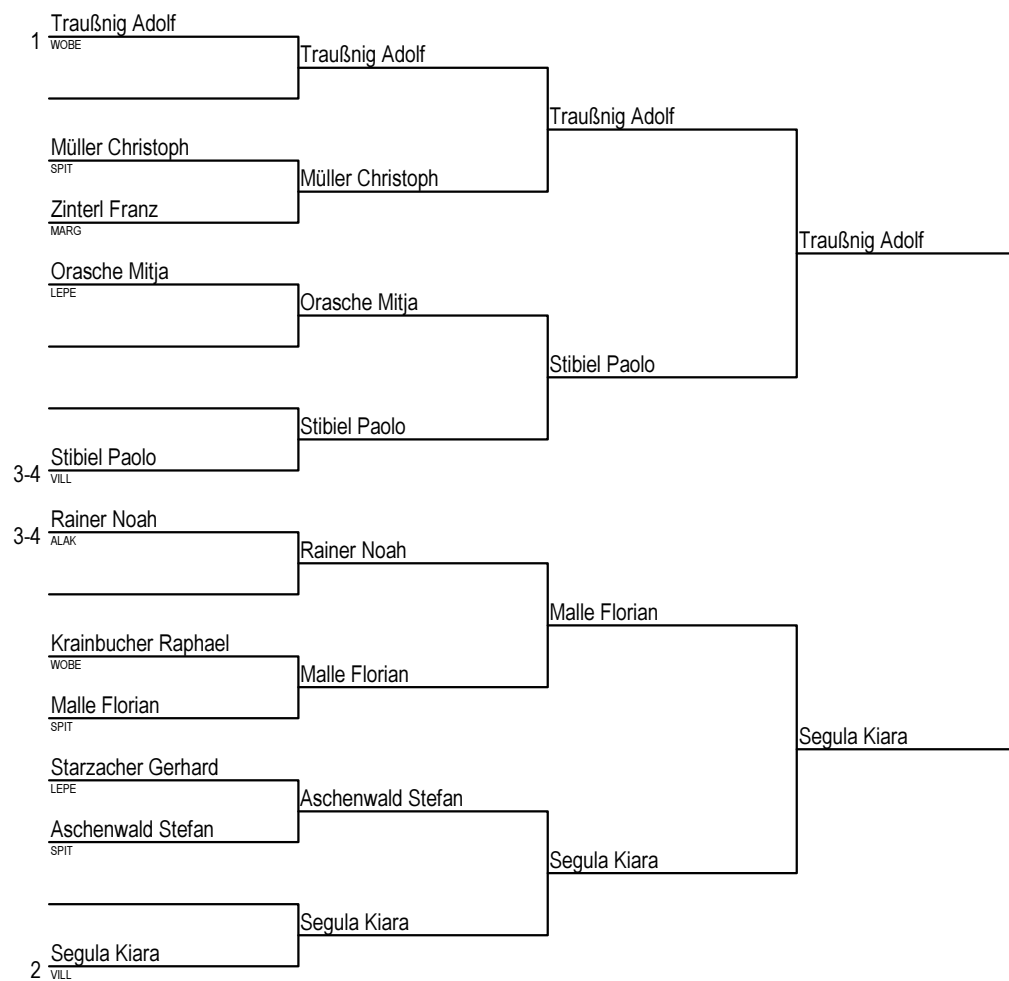 Traußnig Adolf
1 WOBE
Traußnig Adolf
Traußnig Adolf
Müller Christoph
SPIT
Müller Christoph
Zinterl Franz
MARG
Traußnig Adolf
Orasche Mitja
LEPE
Orasche Mitja
Stibiel Paolo
Stibiel Paolo
Stibiel Paolo
3-4 VILL
Rainer Noah
3-4 ALAK
Rainer Noah
Malle Florian
Krainbucher Raphael
WOBE
Malle Florian
Malle Florian
SPIT
Segula Kiara
Starzacher Gerhard
LEPE
Aschenwald Stefan
Aschenwald Stefan
SPIT
Segula Kiara
Segula Kiara
Segula Kiara
2 VILL